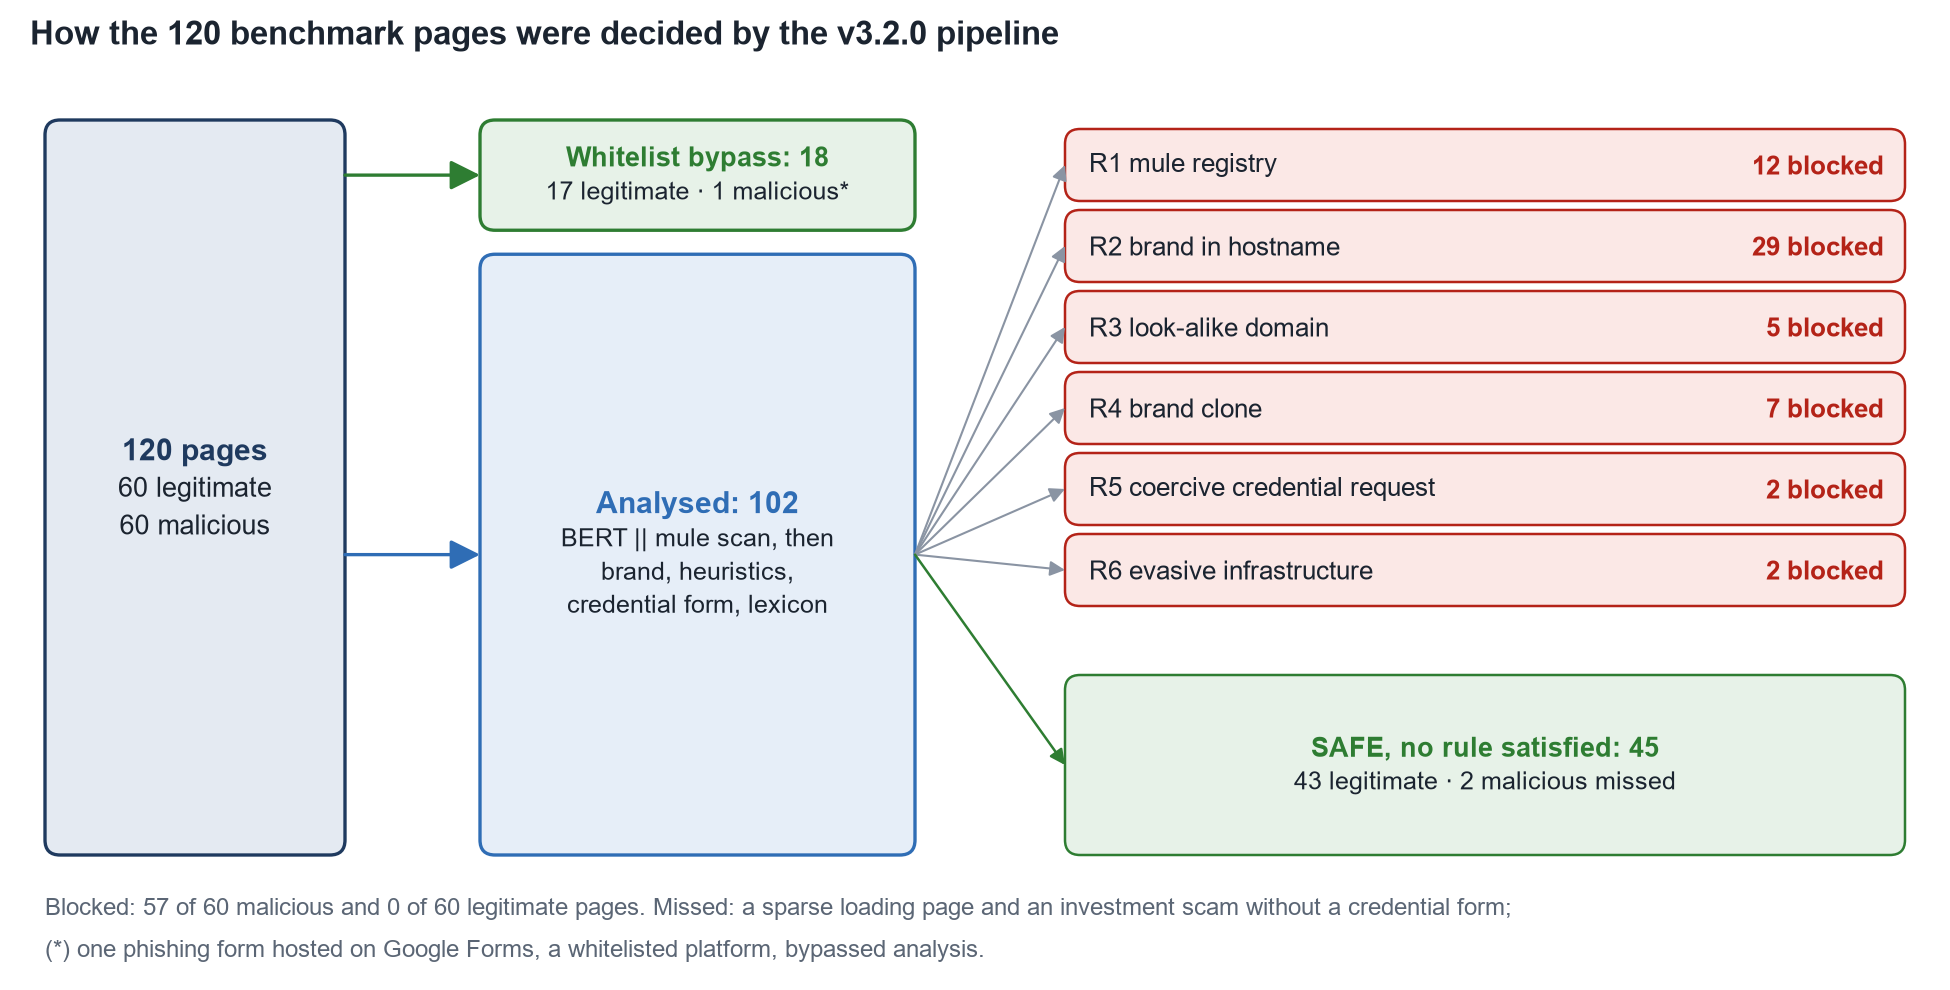 How the 120 benchmark pages were decided by the v3.2.0 pipeline
120 pages
60 legitimate
60 malicious
Whitelist bypass: 18
17 legitimate · 1 malicious*
Analysed: 102
BERT || mule scan, then
brand, heuristics,
credential form, lexicon
R1 mule registry 12 blocked
R2 brand in hostname 29 blocked
R3 look-alike domain 5 blocked
R4 brand clone 7 blocked
R5 coercive credential request 2 blocked
R6 evasive infrastructure 2 blocked
SAFE, no rule satisfied: 45
43 legitimate · 2 malicious missed
Blocked: 57 of 60 malicious and 0 of 60 legitimate pages. Missed: a sparse loading page and an investment scam without a credential form;
(*) one phishing form hosted on Google Forms, a whitelisted platform, bypassed analysis.